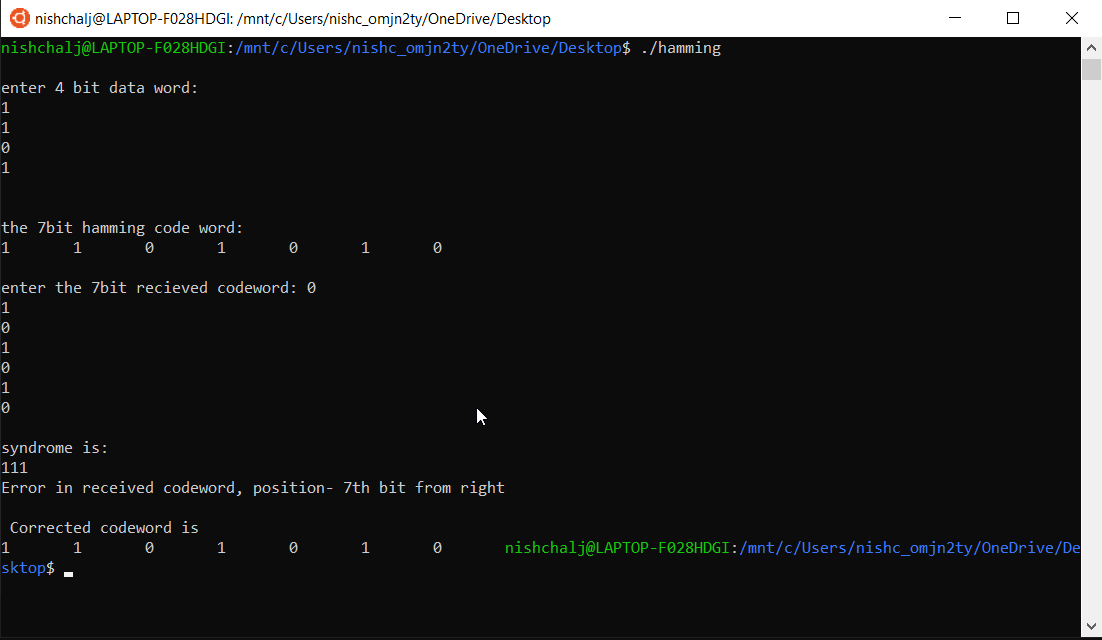 nishchalj@LAPTOP-F028HDGI: /mnt/c/Users/nishc_omjn2ty/OneDrive/Desktop
nishchalj@LAPTOP-F028HDGI:/mnt/c/Users/nishc_omjn2ty/OneDrive/Desktop$ ./hamming
enter 4 bit data word:
1
1
0
1
the 7bit hamming code word:
1 1 0 1 0 1 0
enter the 7bit recieved codeword: 0
1
0
1
0
1
0
syndrome is:
111
Error in received codeword, position- 7th bit from right
Corrected codeword is
1 1 0 1 0 1 0 nishchalj@LAPTOP-F028HDGI:/mnt/c/Users/nishc_omjn2ty/OneDrive/De
sktop$